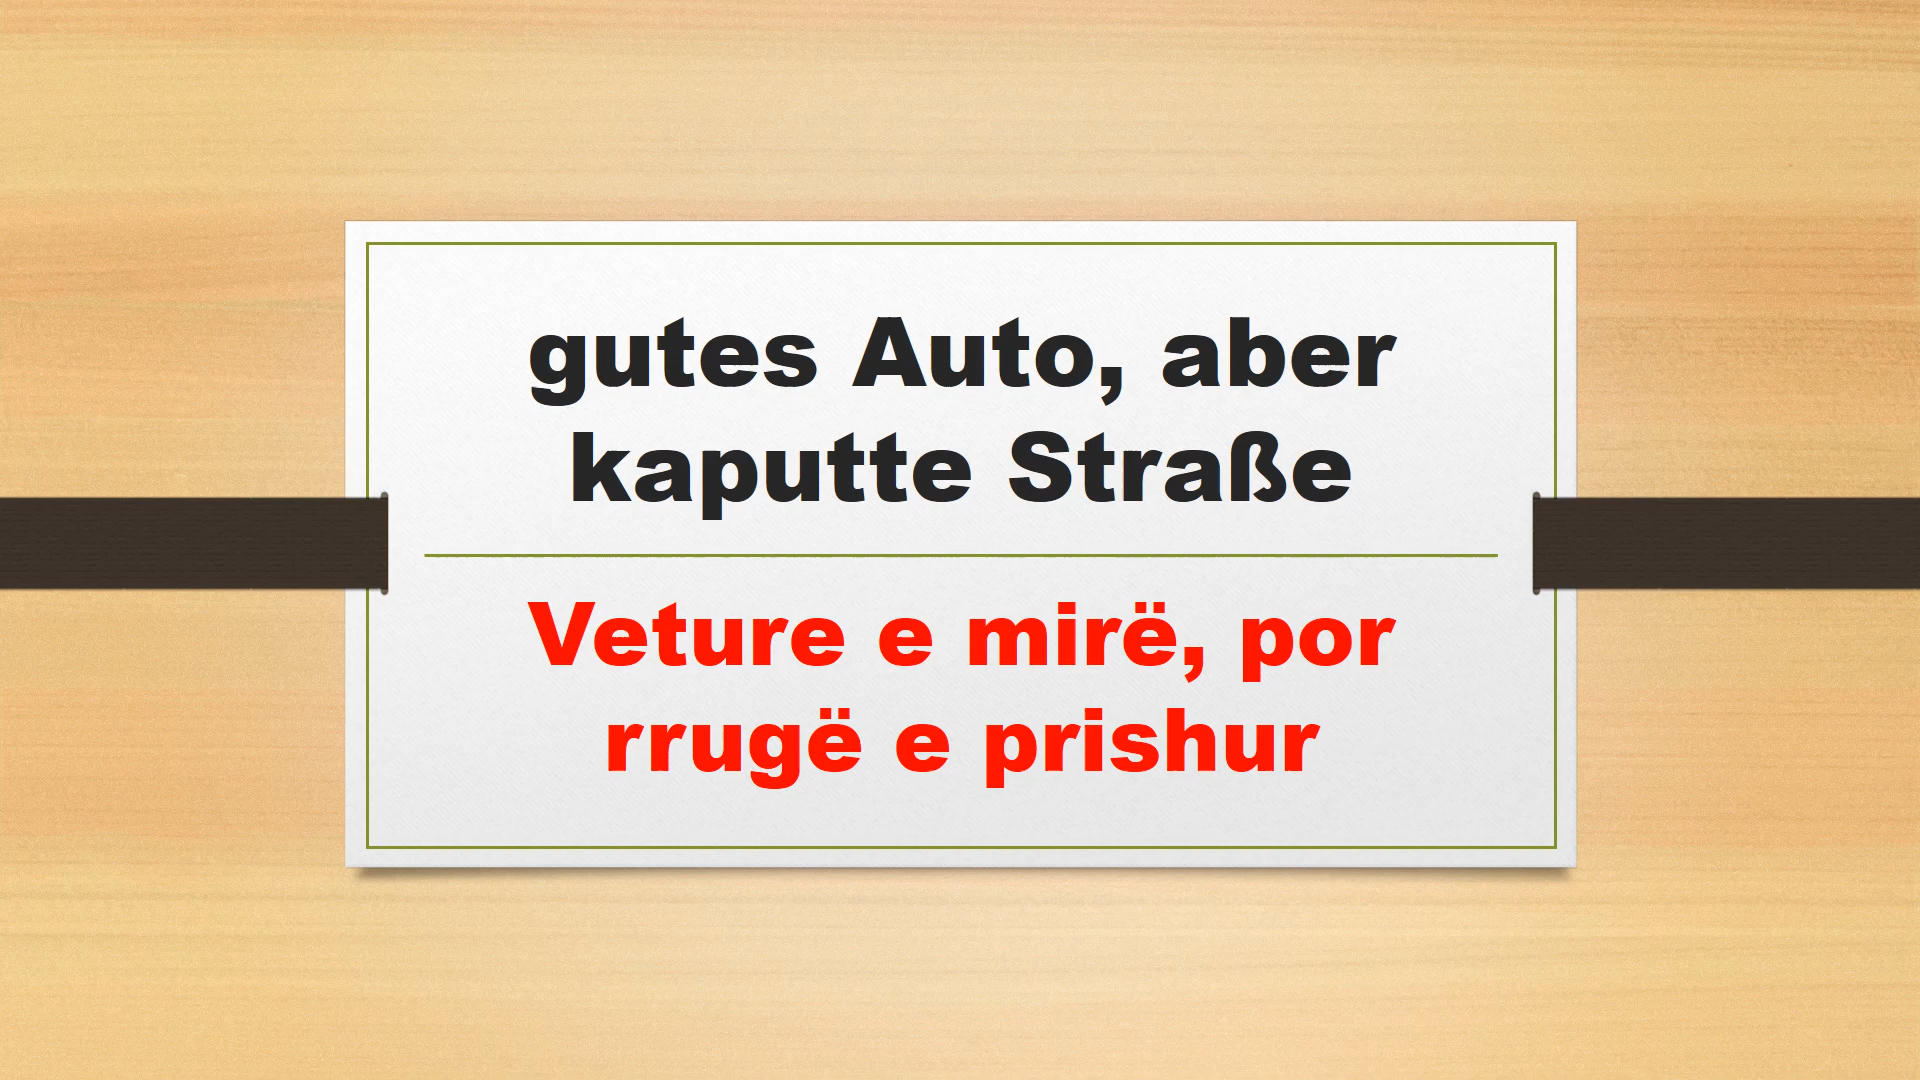 gutes Auto, aber
kaputte Straße
Veture e mirë, por
rrugë e prishur